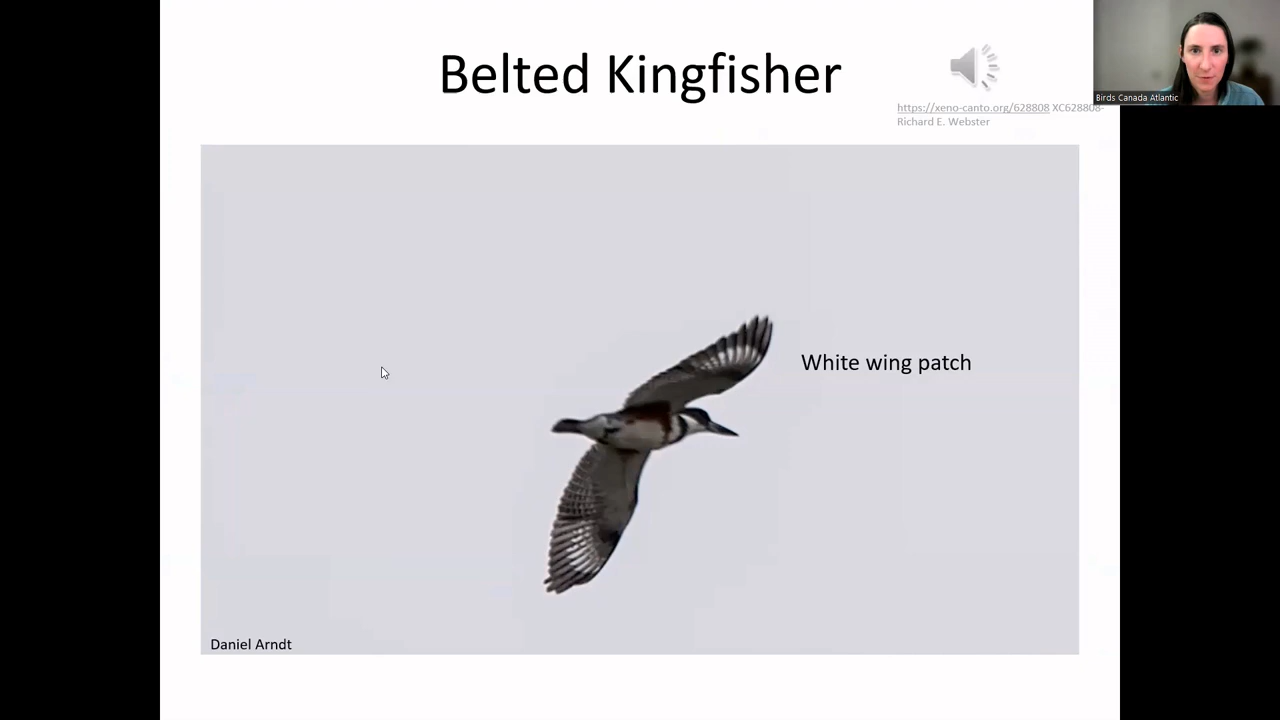 Belted Kingfisher
Birds Canada Atlantic
https://xeno-canto.org/628808 XC628808-
Richard E. Webster
White wing patch
Daniel Arndt